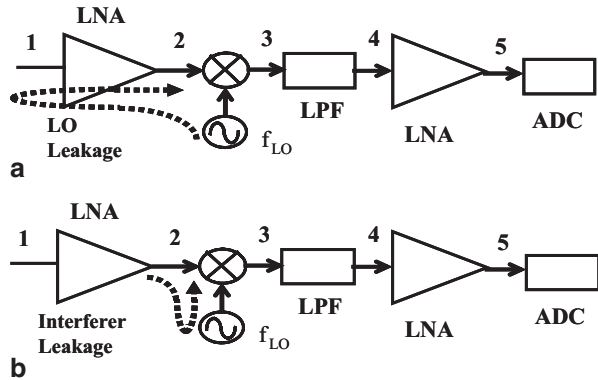 LNA
1 2 3 4 5
LO
Leakage
f_LO
LPF
LNA
ADC
a
LNA
1 2 3 4 5
Interferer
Leakage
f_LO
LPF
LNA
ADC
b